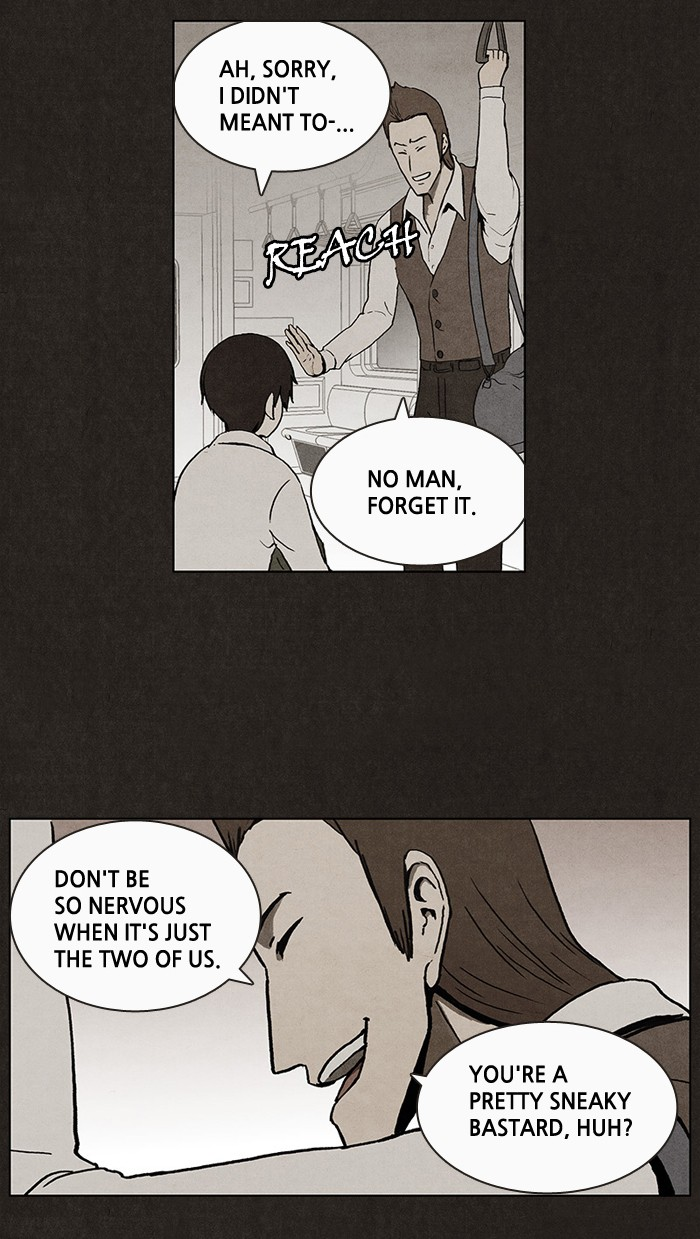 AH, SORRY,
I DIDN'T
MEANT TO-...
REACH
NO MAN,
FORGET IT.
DON'T BE
SO NERVOUS
WHEN IT'S JUST
THE TWO OF US.
YOU'RE A
PRETTY SNEAKY
BASTARD, HUH?